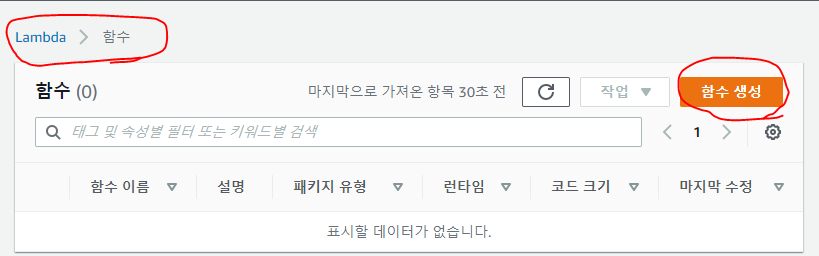 Lambda > 함수
함수 (0) 마지막으로 가져온 항목 30초 전 작업 함수 생성
태그 및 속성별 필터 또는 키워드별 검색 1
함수 이름 설명 패키지 유형 런타임 코드 크기 마지막 수정
표시할 데이터가 없습니다.